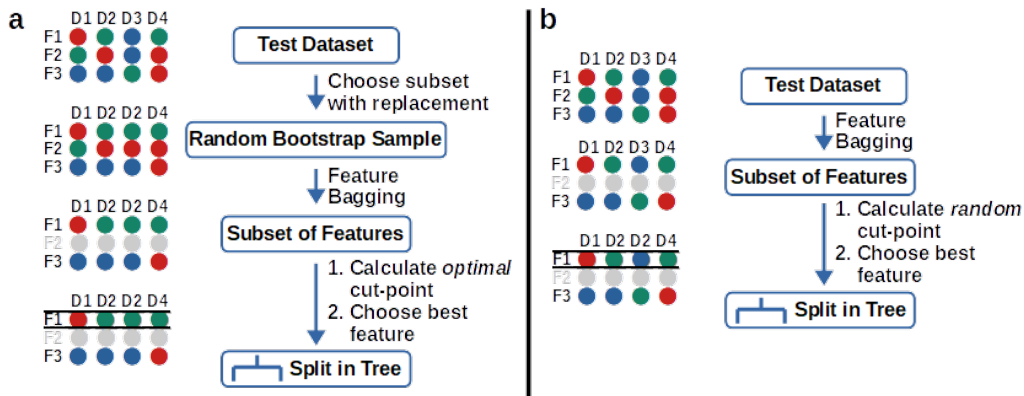 a
D1 D2 D3 D4
F1
F2
F3
Test Dataset
Choose subset
with replacement
D1 D2 D2 D4
F1
F2
F3
Random Bootstrap Sample
Feature
Bagging
D1 D2 D2 D4
F1
F2
F3
Subset of Features
1. Calculate optimal
cut-point
2. Choose best
feature
D1 D2 D2 D4
F1
F2
F3
Split in Tree
b
D1 D2 D3 D4
F1
F2
F3
Test Dataset
Feature
Bagging
D1 D2 D3 D4
F1
F2
F3
Subset of Features
1. Calculate random
cut-point
2. Choose best
feature
D1 D2 D2 D4
F1
F2
F3
Split in Tree